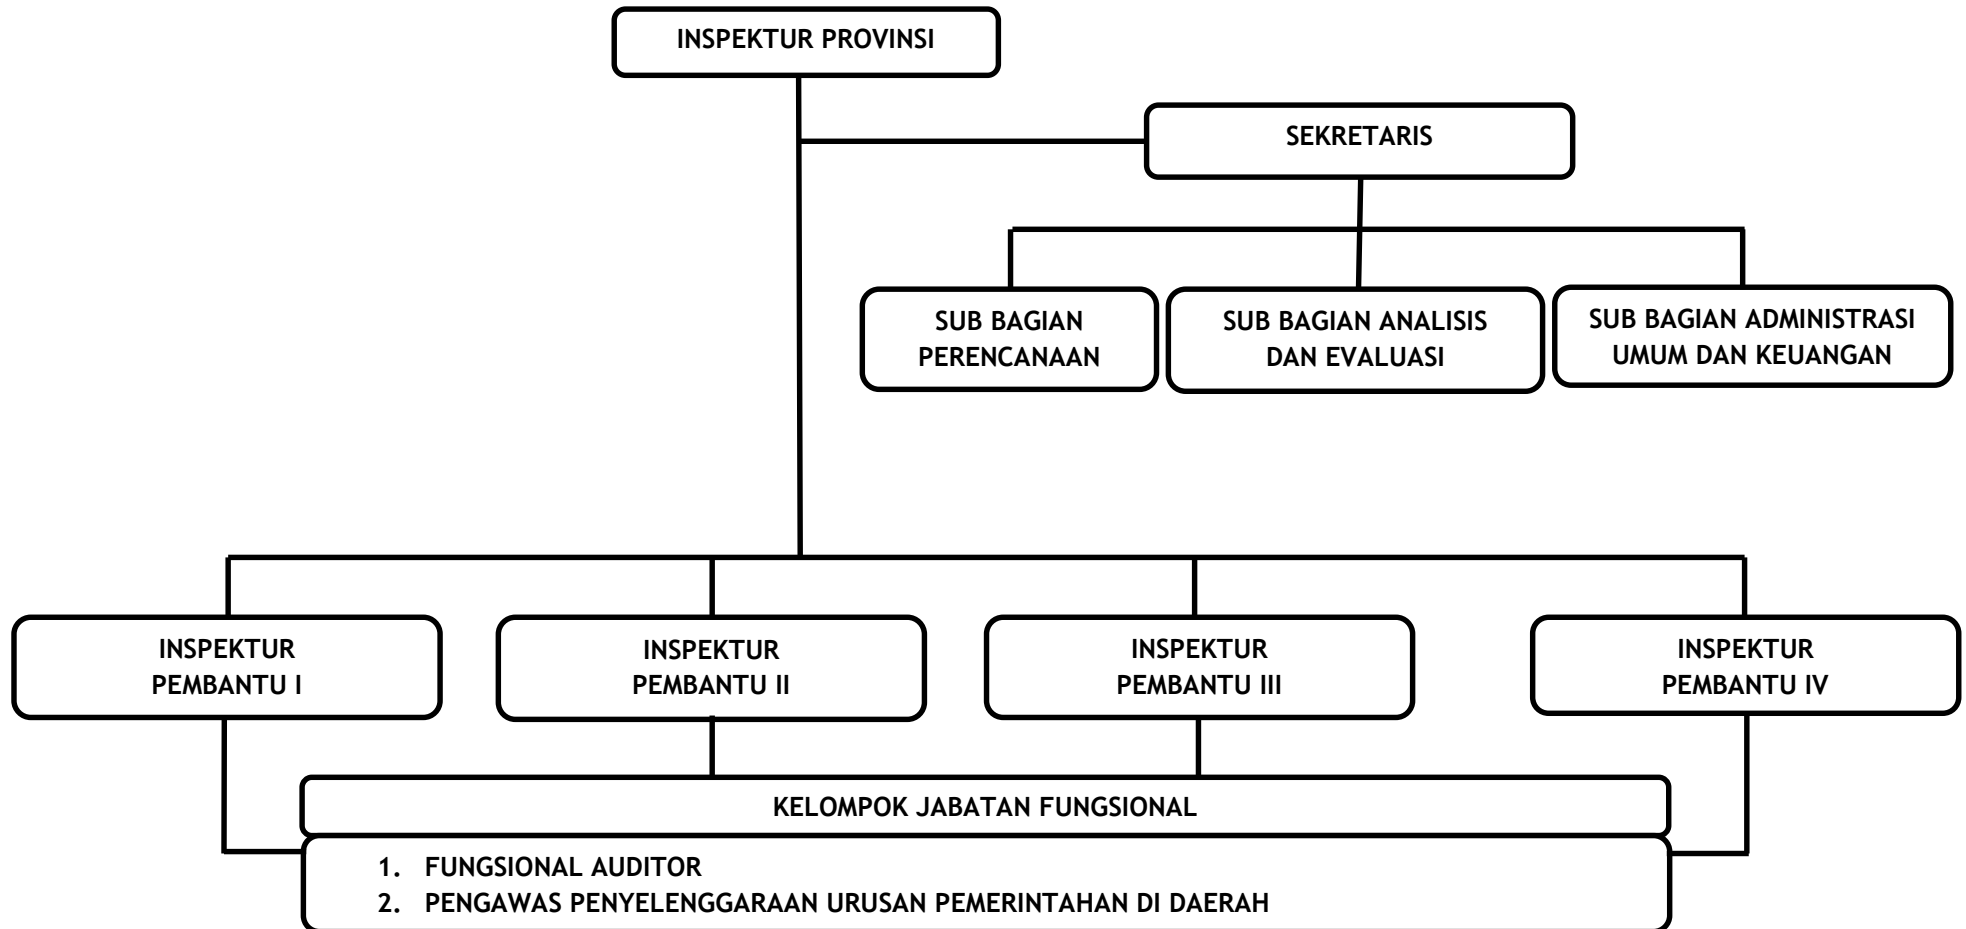 INSPEKTUR PROVINSI
SEKRETARIS
SUB BAGIAN
PERENCANAAN
SUB BAGIAN ANALISIS
DAN EVALUASI
SUB BAGIAN ADMINISTRASI
UMUM DAN KEUANGAN
INSPEKTUR
PEMBANTU I
INSPEKTUR
PEMBANTU II
INSPEKTUR
PEMBANTU III
INSPEKTUR
PEMBANTU IV
KELOMPOK JABATAN FUNGSIONAL
1. FUNGSIONAL AUDITOR
2. PENGAWAS PENYELENGGARAAN URUSAN PEMERINTAHAN DI DAERAH